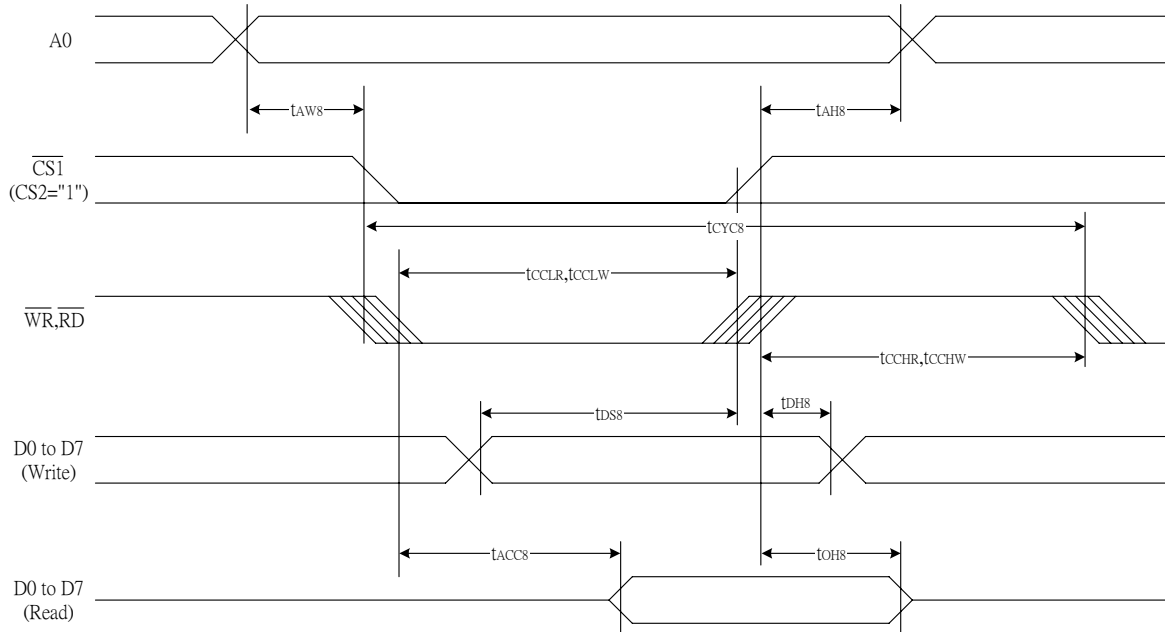 A0
tAW8
tAH8
CS1
(CS2="1")
tCYC8
tCCLR,tCCLW
WR,RD
tCCHR,tCCHW
tDS8
tDH8
D0 to D7
(Write)
tACC8
tOH8
D0 to D7
(Read)